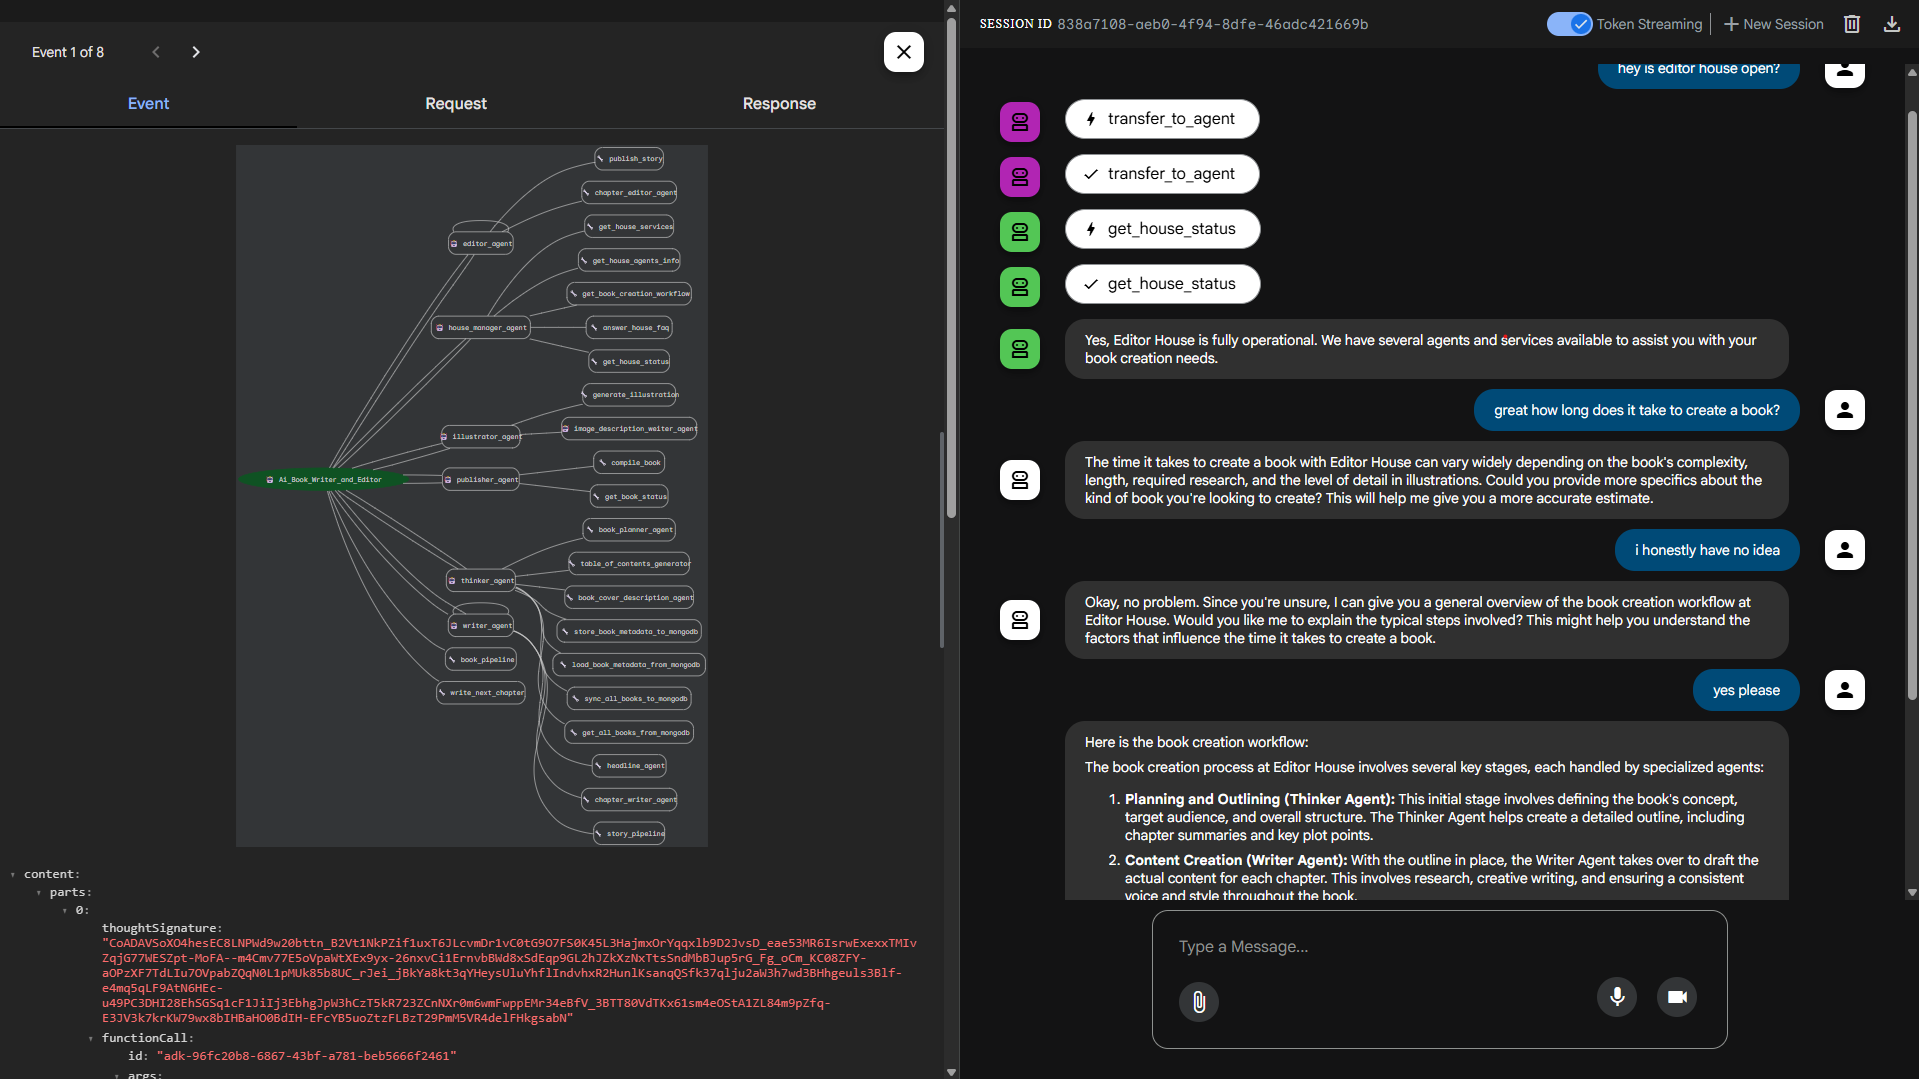 Event 1 of 8
Event
Request
Response
publish_story
chapter_editor_agent
get_house_services
editor_agent
get_house_agents_info
get_book_creation_workflow
house_manager_agent
answer_house_faq
get_house_status
generate_illustration
image_description_weiter_agent
illustrator_agent
compile_book
Ai_Book_Writer_and_Editor
publisher_agent
get_book_status
book_planner_agent
table_of_contents_generator
thinker_agent
book_cover_description_agent
writer_agent
store_book_metadata_to_mongodb
book_pipeline
load_book_metadata_from_mongodb
write_next_chapter
sync_all_books_to_mongodb
get_all_books_from_mongodb
headline_agent
chapter_writer_agent
story_pipeline
content:
parts:
0:
thoughtSignature:
functionCall:
id: "adk-96fc20b8-6867-43bf-a781-beb5666f2461"
args:
SESSION ID 838a7108-aeb0-4f94-8dfe-46adc421669b
Token Streaming
New Session
hey is editor house open?
transfer_to_agent
transfer_to_agent
get_house_status
get_house_status
Yes, Editor House is fully operational. We have several agents and services available to assist you with your
book creation needs.
great how long does it take to create a book?
The time it takes to create a book with Editor House can vary widely depending on the book's complexity,
length, required research, and the level of detail in illustrations. Could you provide more specifics about the
kind of book you're looking to create? This will help me give you a more accurate estimate.
i honestly have no idea
Okay, no problem. Since you're unsure, I can give you a general overview of the book creation workflow at
Editor House. Would you like me to explain the typical steps involved? This might help you understand the
factors that influence the time it takes to create a book.
yes please
Here is the book creation workflow:
The book creation process at Editor House involves several key stages, each handled by specialized agents:
1. Planning and Outlining (Thinker Agent): This initial stage involves defining the book's concept,
target audience, and overall structure. The Thinker Agent helps create a detailed outline, including
chapter summaries and key plot points.
2. Content Creation (Writer Agent): With the outline in place, the Writer Agent takes over to draft the
actual content for each chapter. This involves research, creative writing, and ensuring a consistent
voice and style throughout the book.
Type a Message...